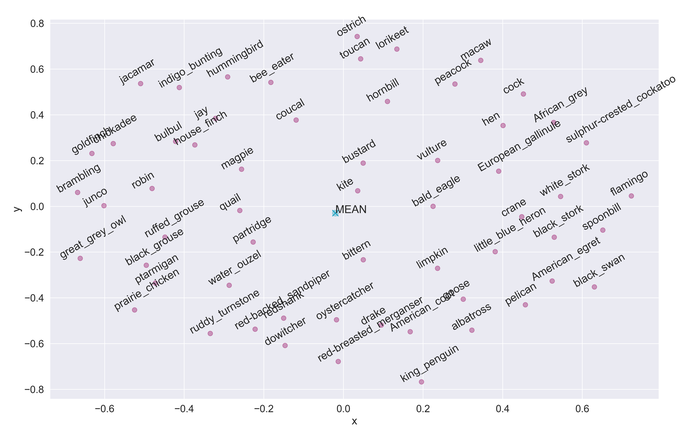 ostrich
lorikeet
toucan
macaw
peacock
hummingbird
bee_eater
indigo_bunting
jacamar
hornbill
cock
African_grey
sulphur-crested_cockatoo
hen
European_gallinule
coucal
jay
house_finch
bulbul
chickadee
goldfinch
bustard
vulture
magpie
kite
MEAN
bald_eagle
white_stork
flamingo
crane
spoonbill
black_stork
little_blue_heron
brambling
junco
robin
quail
ruffed_grouse
partridge
great_grey_owl
black_grouse
ptarmigan
prairie_chicken
water_ouzel
bittern
limpkin
American_egret
black_swan
pelican
goose
American_coot
albatross
drake
red-breasted_merganser
oystercatcher
redshank
red-backed_sandpiper
ruddy_turnstone
dowitcher
king_penguin
0.8
0.6
0.4
0.2
0.0
−0.2
−0.4
−0.6
−0.8
y
−0.6
−0.4
−0.2
0.0
0.2
0.4
0.6
x